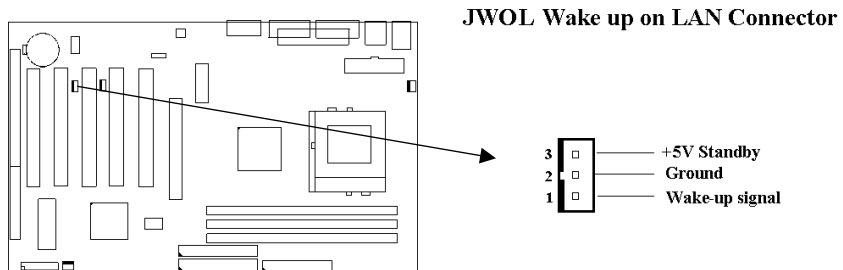 JWOL Wake up on LAN Connector
3 +5V Standby
2 Ground
1 Wake-up signal